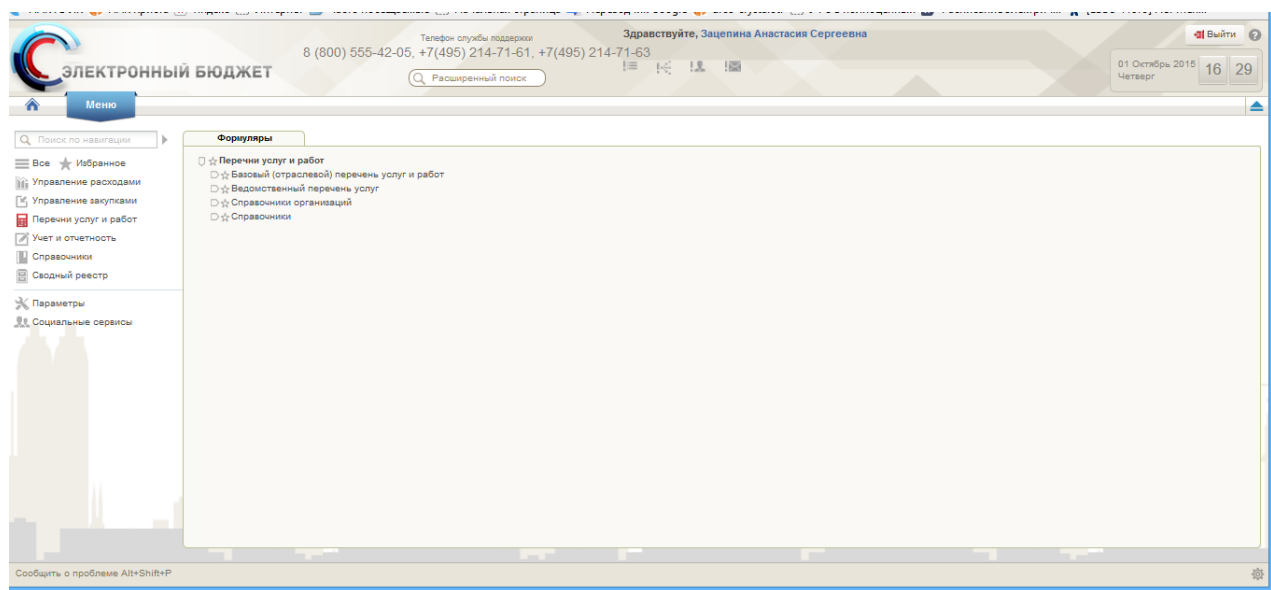 Телефон службы поддержки
8 (800) 555-42-05, +7(495) 214-71-61, +7(495) 214-71-63
Здравствуйте, Зацепина Анастасия Сергеевна
Выйти
ЭЛЕКТРОННЫЙ БЮДЖЕТ
Расширенный поиск
01 Октябрь 2015
Четверг
16 29
Меню
Поиск по навигации
Все Избранное
Управление расходами
Управление закупками
Перечни услуг и работ
Учет и отчетность
Справочники
Сводный реестр
Параметры
Социальные сервисы
Формуляры
Перечни услуг и работ
Базовый (отраслевой) перечень услуг и работ
Ведомственный перечень услуг
Справочники организаций
Справочники
Сообщить о проблеме Alt+Shift+P